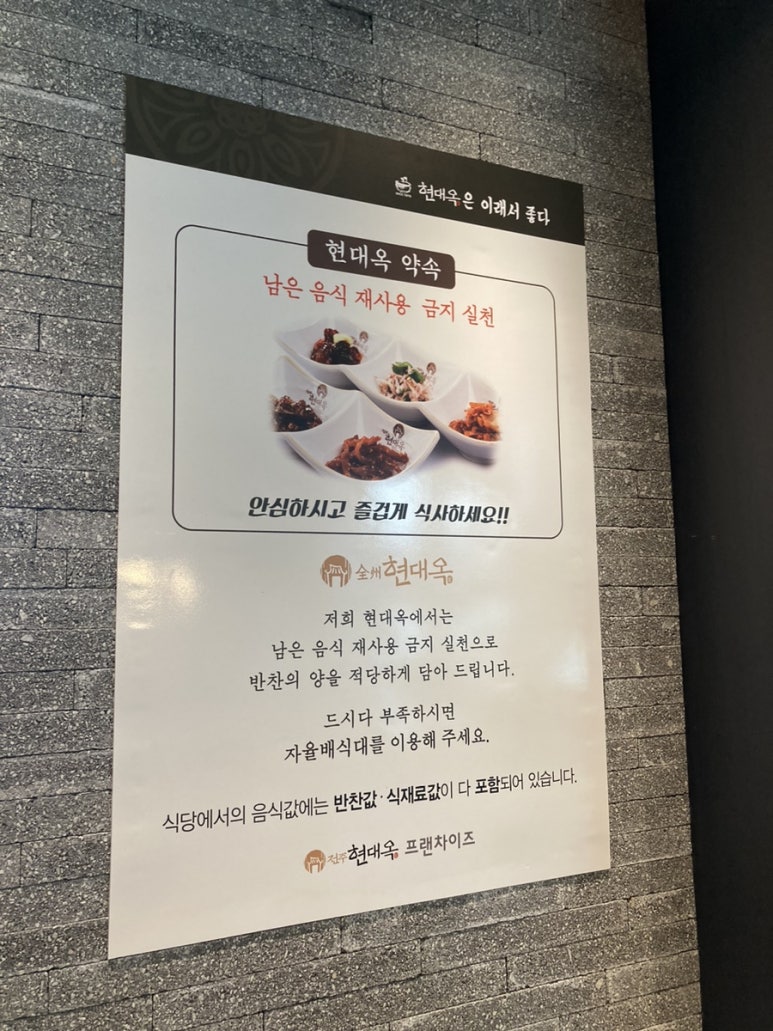 현대옥은 이래서 좋다
현대옥 약속
남은 음식 재사용 금지 실천
안심하시고 즐겁게 식사하세요!!
全州 현대옥
저희 현대옥에서는
남은 음식 재사용 금지 실천으로
반찬의 양을 적당하게 담아 드립니다.
드시다 부족하시면
자율배식대를 이용해 주세요.
식당에서의 음식값에는 반찬값·식재료값이 다 포함되어 있습니다.
전주 현대옥 프랜차이즈